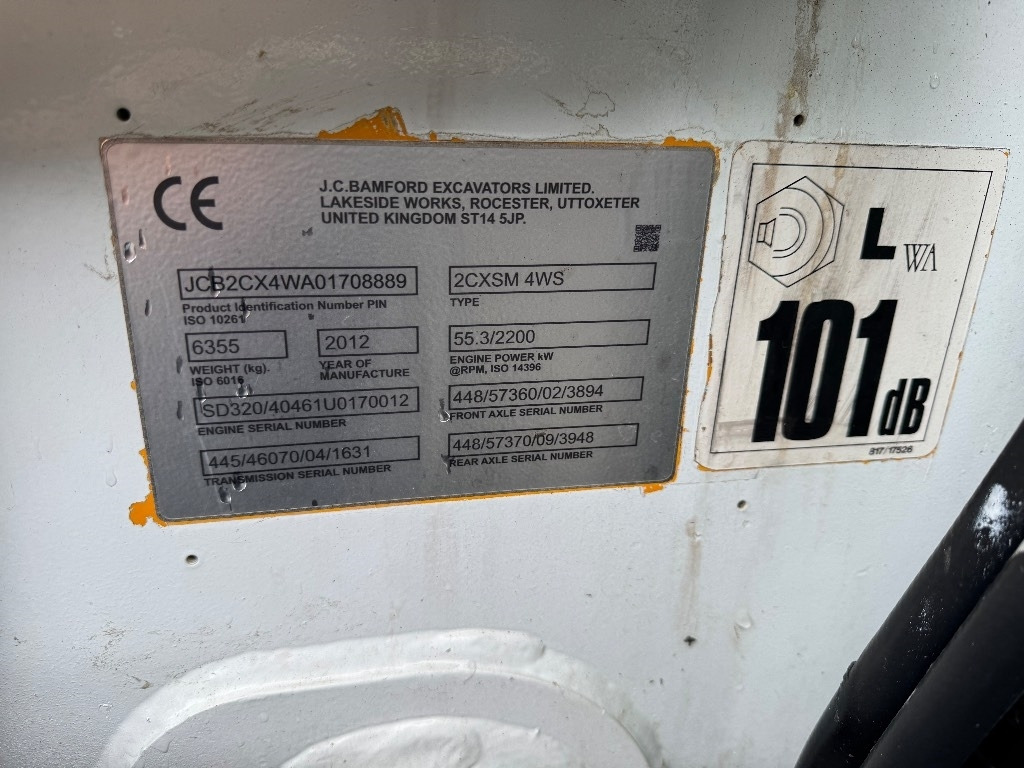 CE
J.C.BAMFORD EXCAVATORS LIMITED.
LAKESIDE WORKS, ROCESTER, UTTOXETER
UNITED KINGDOM ST14 5JP.
JCB2CX4WA01708889
Product Identification Number PIN
ISO 10261
2CXSM 4WS
TYPE
6355
WEIGHT (kg).
ISO 6016
2012
YEAR OF
MANUFACTURE
55.3/2200
ENGINE POWER kW
@RPM, ISO 14396
SD320/40461U0170012
ENGINE SERIAL NUMBER
448/57360/02/3894
FRONT AXLE SERIAL NUMBER
445/46070/04/1631
TRANSMISSION SERIAL NUMBER
448/57370/09/3948
REAR AXLE SERIAL NUMBER
L WA
101 dB
817/17526